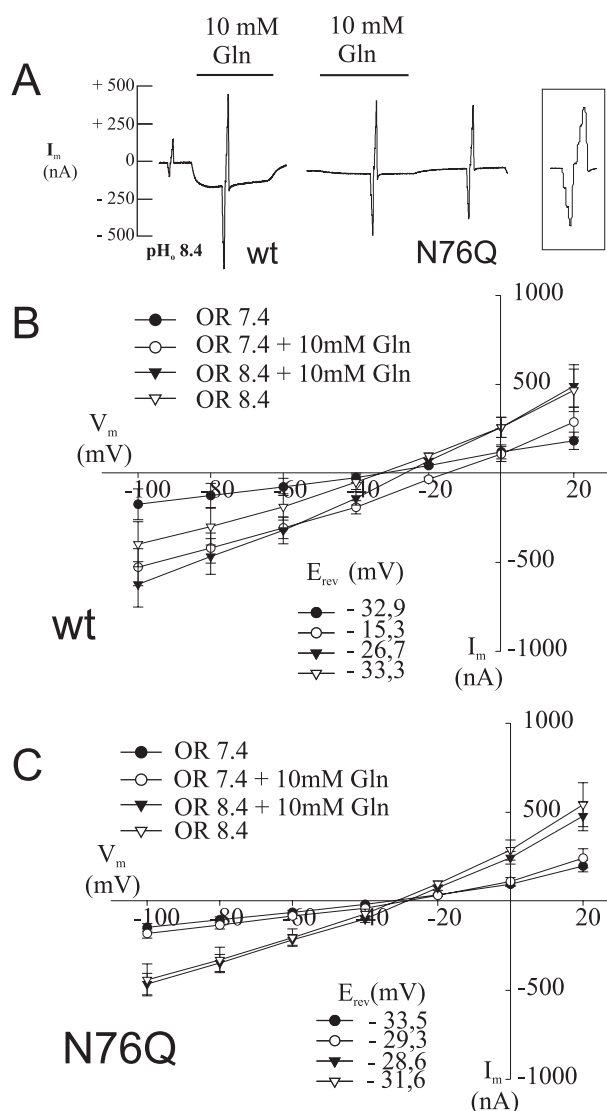 10 mM 10 mM
Gln Gln
A
+ 500
+ 250
I_m
(nA)
0
- 250
- 500
pH_o 8.4
wt
N76Q
B
OR 7.4
OR 7.4 + 10mM Gln
OR 8.4 + 10mM Gln
OR 8.4
1000
500
V_m
(mV)
-100 -80 -60 -40 -20 20
-500
-1000
E_rev (mV)
- 32,9
- 15,3
- 26,7
- 33,3
I_m
(nA)
wt
C
OR 7.4
OR 7.4 + 10mM Gln
OR 8.4 + 10mM Gln
OR 8.4
1000
500
V_m
(mV)
-100 -80 -60 -40 -20 20
-500
-1000
E_rev(mV)
- 33,5
- 29,3
- 28,6
- 31,6
I_m
(nA)
N76Q